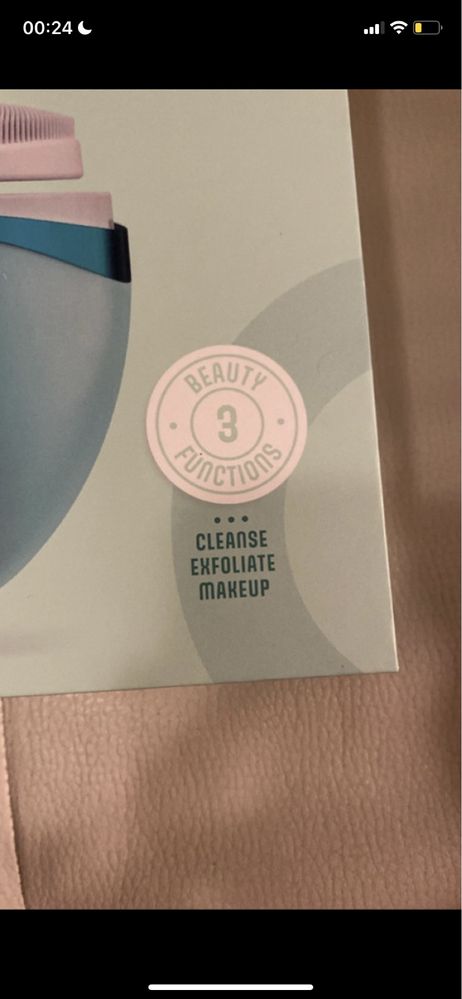 00:24
BEAUTY
3
FUNCTIONS
CLEANSE
EXFOLIATE
MAKEUP